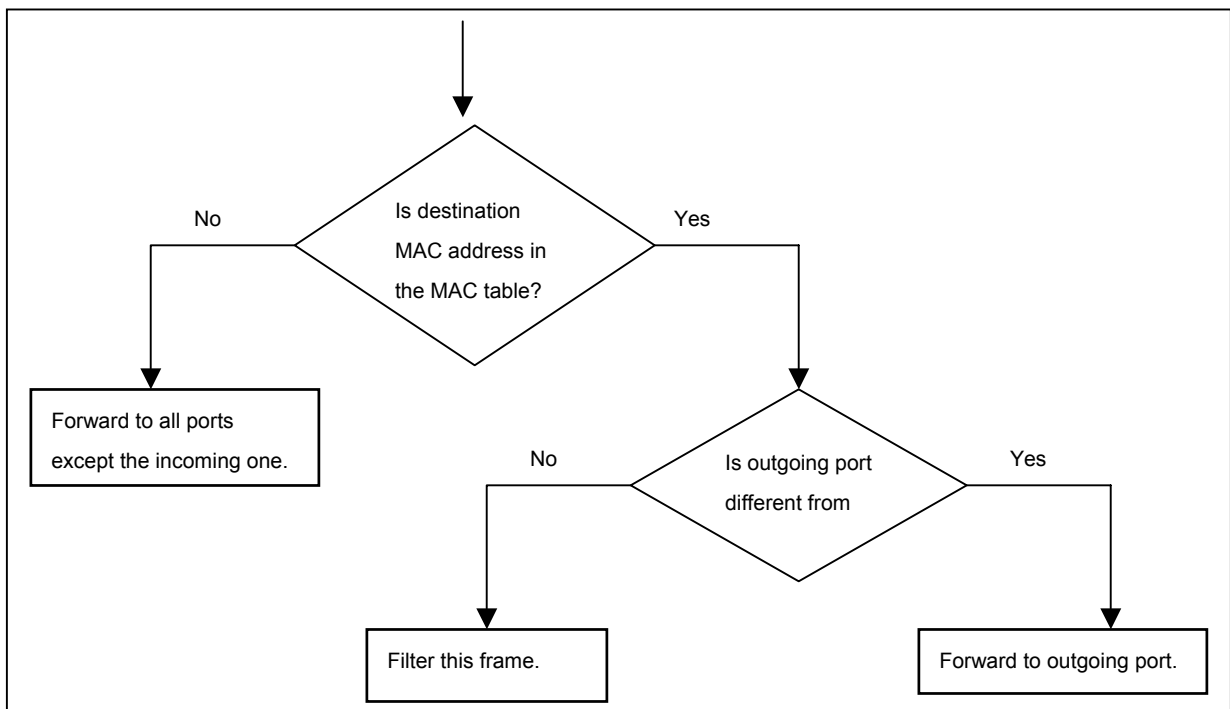 Is destination
MAC address in
the MAC table?
No
Yes
Forward to all ports
except the incoming one.
Is outgoing port
different from
No
Yes
Filter this frame.
Forward to outgoing port.